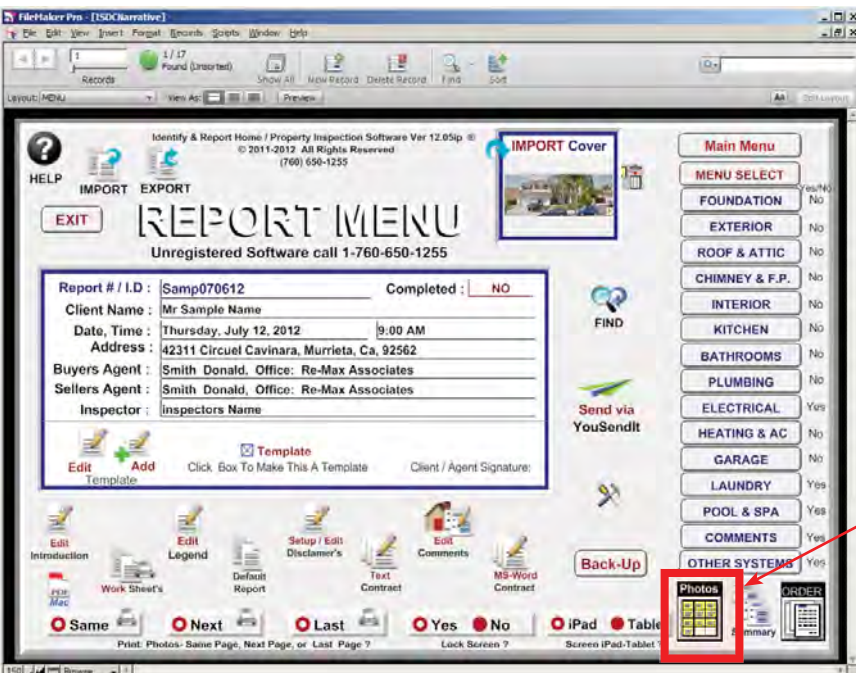 FileMaker Pro - [ISDCNarrative]
File Edit View Insert Format Records Scripts Window Help
1
1 / 17
Found (Unsorted)
Records
Show All New Record Delete Record Find Sort
Layout: MENU View As: Preview Aa Edit Layout
Identify & Report Home / Property Inspection Software Ver 12.05ip ®
© 2011-2012 All Rights Reserved
(760) 650-1255
HELP
IMPORT EXPORT
EXIT
REPORT MENU
Unregistered Software call 1-760-650-1255
IMPORT Cover
Report # / I.D : Samp070612 Completed : NO
Client Name : Mr Sample Name
Date, Time : Thursday, July 12, 2012 9:00 AM
Address : 42311 Circuel Cavinara, Murrieta, Ca, 92562
Buyers Agent : Smith Donald, Office: Re-Max Associates
Sellers Agent : Smith Donald, Office: Re-Max Associates
Inspector : Inspectors Name
Edit Add
Template
Template
Click Box To Make This A Template
Client / Agent Signature:
FIND
Send via
YouSendIt
Back-Up
Main Menu
MENU SELECT
Yes/No
FOUNDATION No
EXTERIOR No
ROOF & ATTIC No
CHIMNEY & F.P. No
INTERIOR No
KITCHEN No
BATHROOMS No
PLUMBING No
ELECTRICAL Yes
HEATING & AC No
GARAGE No
LAUNDRY Yes
POOL & SPA Yes
COMMENTS Yes
OTHER SYSTEMS Yes
Edit
Introduction
Edit
Legend
Setup / Edit
Disclamer's
Edit
Comments
PDF
Mac
Work Sheet's
Default
Report
Text
Contract
MS-Word
Contract
Photos
Summary
ORDER
Same Next Last Yes No iPad Table
Print: Photos- Same Page, Next Page, or Last Page ?
Lock Screen ?
Screen iPad-Tablet ?
150 Browse